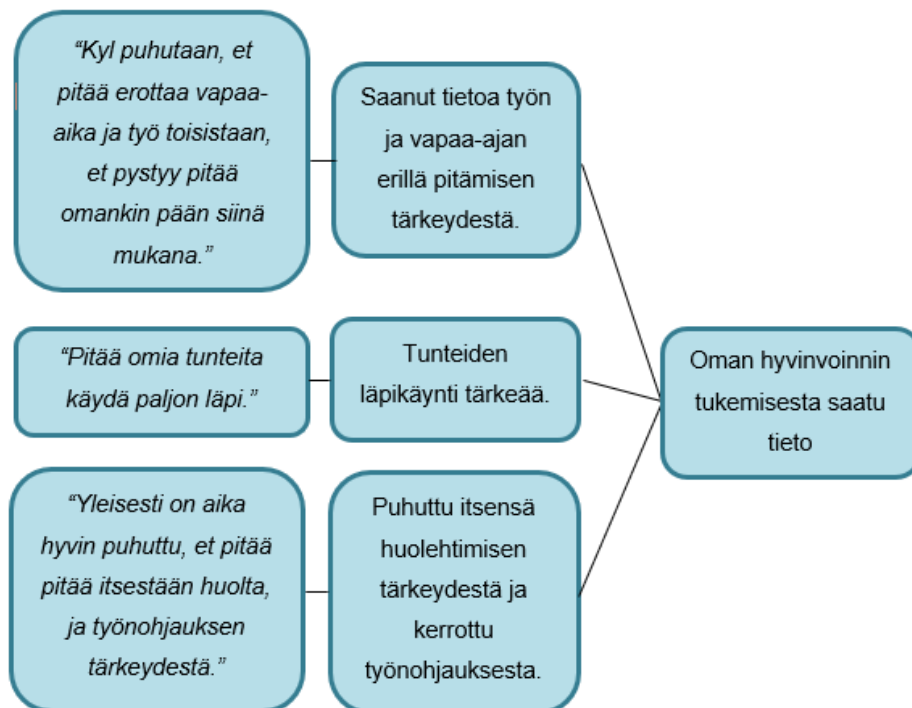 “Kyl puhutaan, et
pitää erottaa vapaa-
aika ja työ toisistaan,
et pystyy pitää
omankin pään siinä
mukana.”
Saanut tietoa työn
ja vapaa-ajan
erillä pitämisen
tärkeydestä.
“Pitää omia tunteita
käydä paljon läpi.”
Tunteiden
läpikäynti tärkeää.
“Yleisesti on aika
hyvin puhuttu, et pitää
pitää itsestään huolta,
ja työnohjauksen
tärkeydestä.”
Puhuttu itsensä
huolehtimisen
tärkeydestä ja
kerrottu
työnohjauksesta.
Oman hyvinvoinnin
tukemisesta saatu
tieto